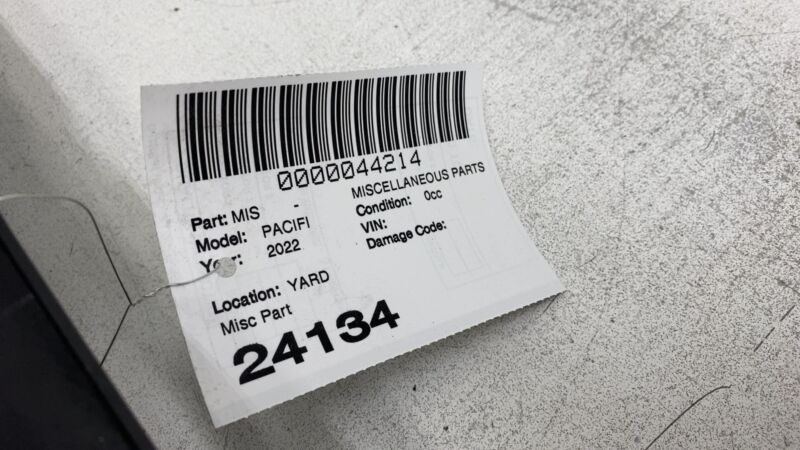 0000044214
Part: MIS - MISCELLANEOUS PARTS
Model: PACIFI Condition: 0cc
Year: 2022 VIN:
Damage Code:
Location: YARD
Misc Part
24134